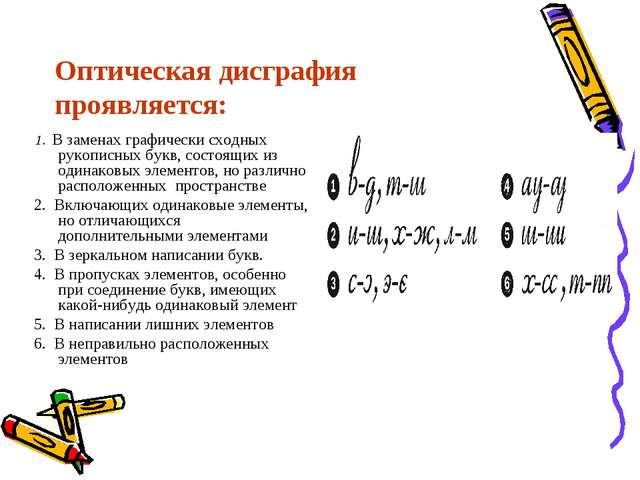 Оптическая дисграфия
проявляется:
1. В заменах графически сходных
рукописных букв, состоящих из
одинаковых элементов, но различно
расположенных пространстве
2. Включающих одинаковые элементы,
но отличающихся
дополнительными элементами
3. В зеркальном написании букв.
4. В пропусках элементов, особенно
при соединение букв, имеющих
какой-нибудь одинаковый элемент
5. В написании лишних элементов
6. В неправильно расположенных
элементов
1 в-д, т-ш
2 и-ш, х-ж, л-м
3 с-ɔ, э-є
4 ау-ац
5 ш-ши
6 х-сс, т-пп